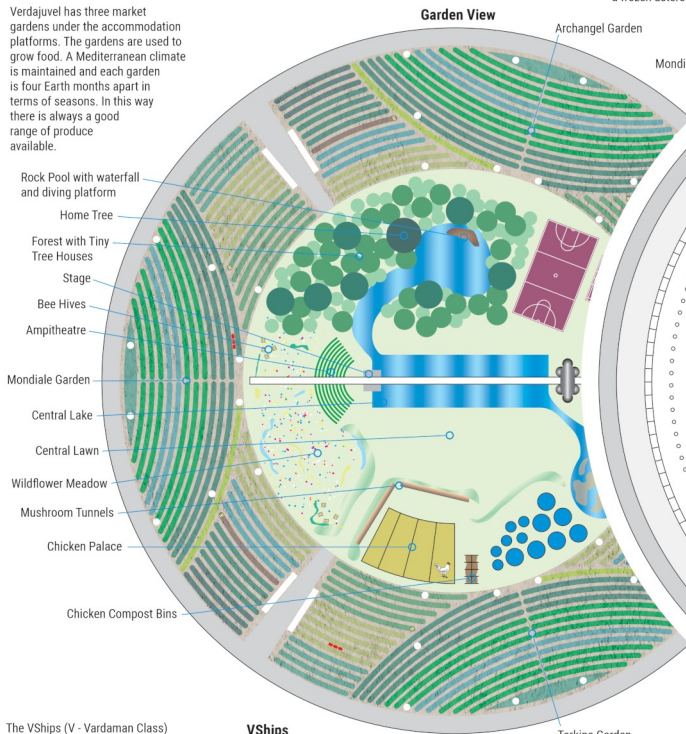 Verdajuvel has three market
gardens under the accommodation
platforms. The gardens are used to
grow food. A Mediterranean climate
is maintained and each garden
is four Earth months apart in
terms of seasons. In this way
there is always a good
range of produce
available.
Garden View
Archangel Garden
Rock Pool with waterfall
and diving platform
Home Tree
Forest with Tiny
Tree Houses
Stage
Bee Hives
Ampitheatre
Mondiale Garden
Central Lake
Central Lawn
Wildflower Meadow
Mushroom Tunnels
Chicken Palace
Chicken Compost Bins
The VShips (V - Vardaman Class)
VShips